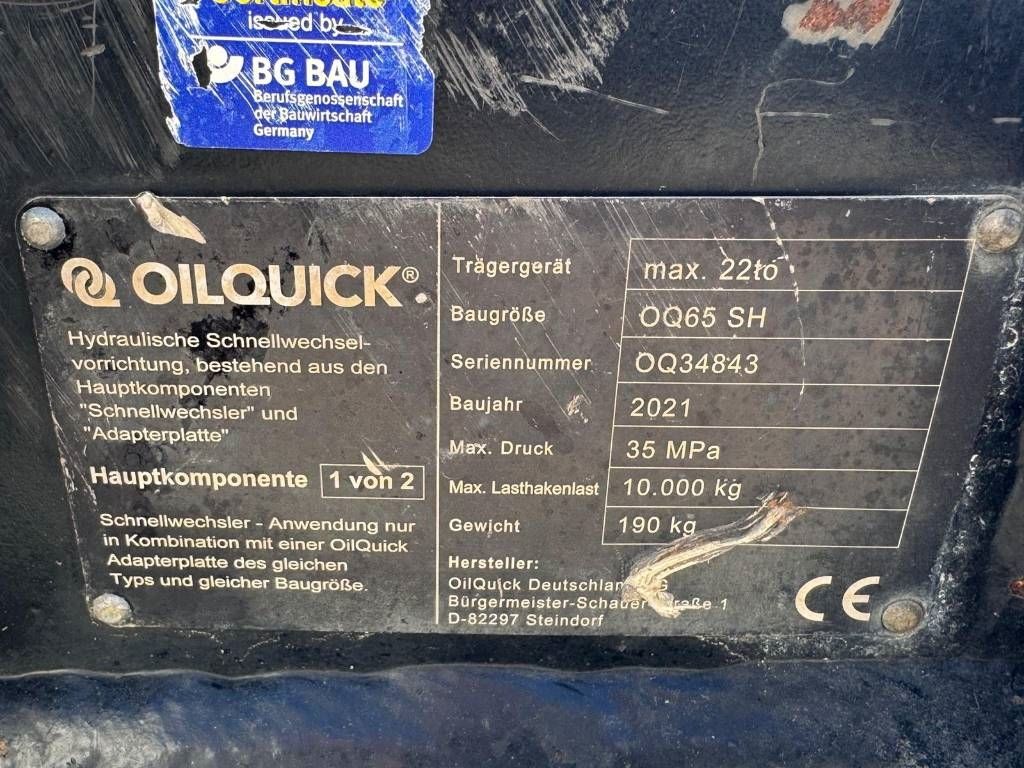 issued by
BG BAU
Berufsgenossenschaft
der Bauwirtschaft
Germany
OILQUICK®
Hydraulische Schnellwechsel-
vorrichtung, bestehend aus den
Hauptkomponenten
"Schnellwechsler" und
"Adapterplatte"
Hauptkomponente 1 von 2
Schnellwechsler - Anwendung nur
in Kombination mit einer OilQuick
Adapterplatte des gleichen
Typs und gleicher Baugröße.
Trägergerät max. 22to
Baugröße OQ65 SH
Seriennummer OQ34843
Baujahr 2021
Max. Druck 35 MPa
Max. Lasthakenlast 10.000 kg
Gewicht 190 kg
Hersteller:
OilQuick
Bürgermeister-
D-82297 Steindorf
CE